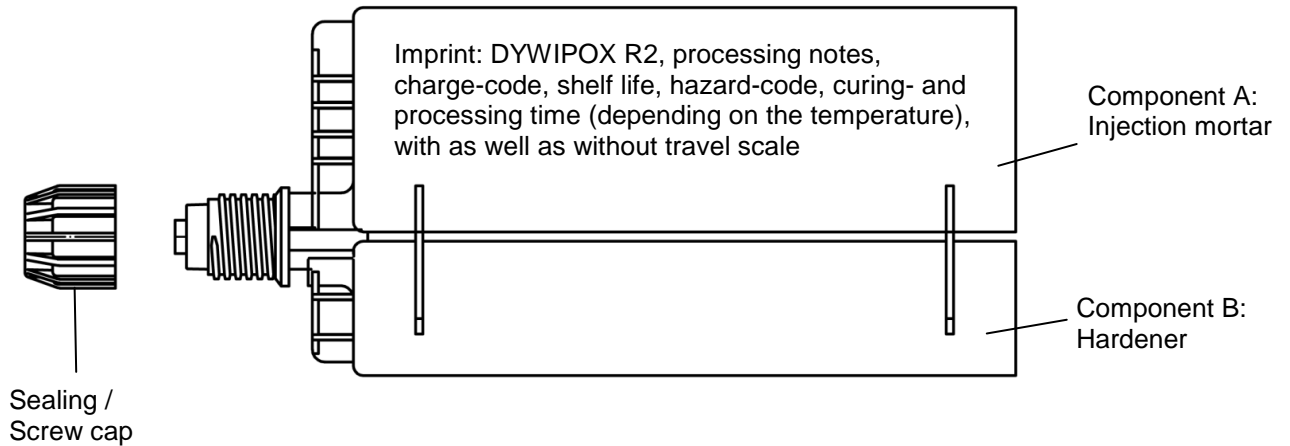 Imprint: DYWIPOX R2, processing notes,
charge-code, shelf life, hazard-code, curing- and
processing time (depending on the temperature),
with as well as without travel scale
Component A:
Injection mortar
Component B:
Hardener
Sealing /
Screw cap